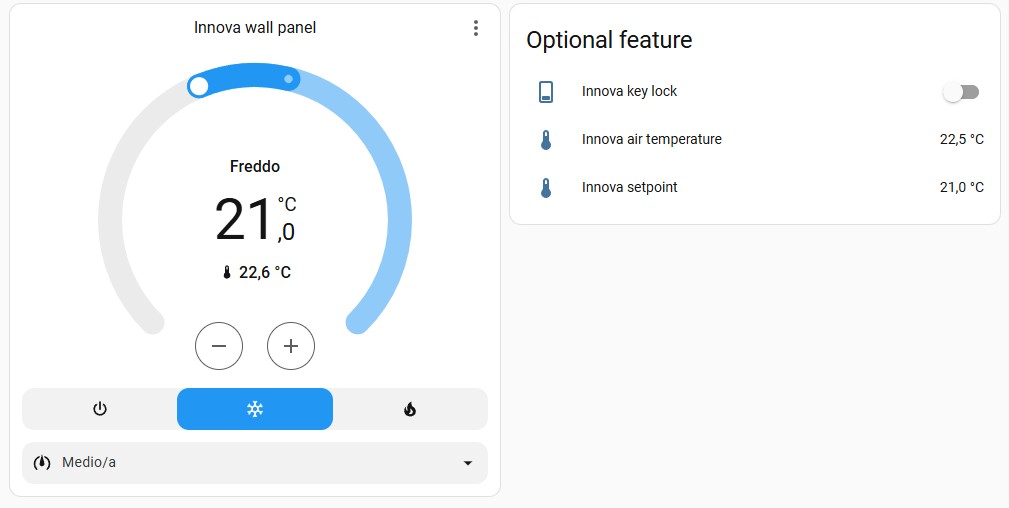 Innova wall panel
Freddo
21,0 °C
22,6 °C
Medio/a
Optional feature
Innova key lock
Innova air temperature 22,5 °C
Innova setpoint 21,0 °C